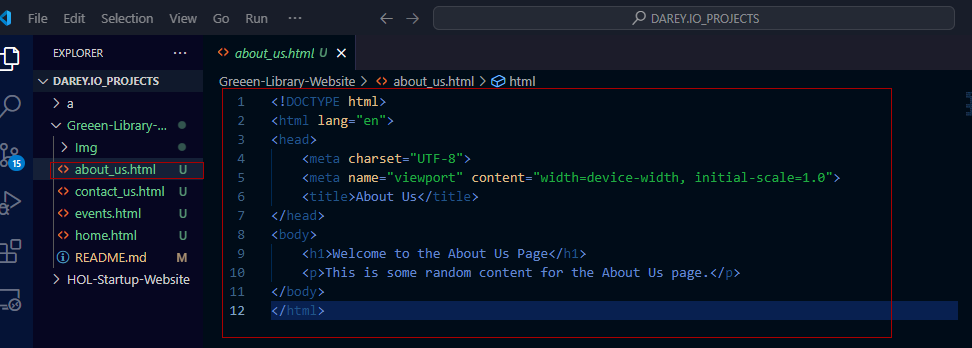 File Edit Selection View Go Run ··· DAREY.IO_PROJECTS
EXPLORER ···
DAREY.IO_PROJECTS
a
Greeen-Library-...
Img
about_us.html U
contact_us.html U
events.html U
home.html U
README.md M
HOL-Startup-Website
15
about_us.html U
Greeen-Library-Website > about_us.html > html
1 <!DOCTYPE html>
2 <html lang="en">
3 <head>
4 <meta charset="UTF-8">
5 <meta name="viewport" content="width=device-width, initial-scale=1.0">
6 <title>About Us</title>
7 </head>
8 <body>
9 <h1>Welcome to the About Us Page</h1>
10 <p>This is some random content for the About Us page.</p>
11 </body>
12 </html>